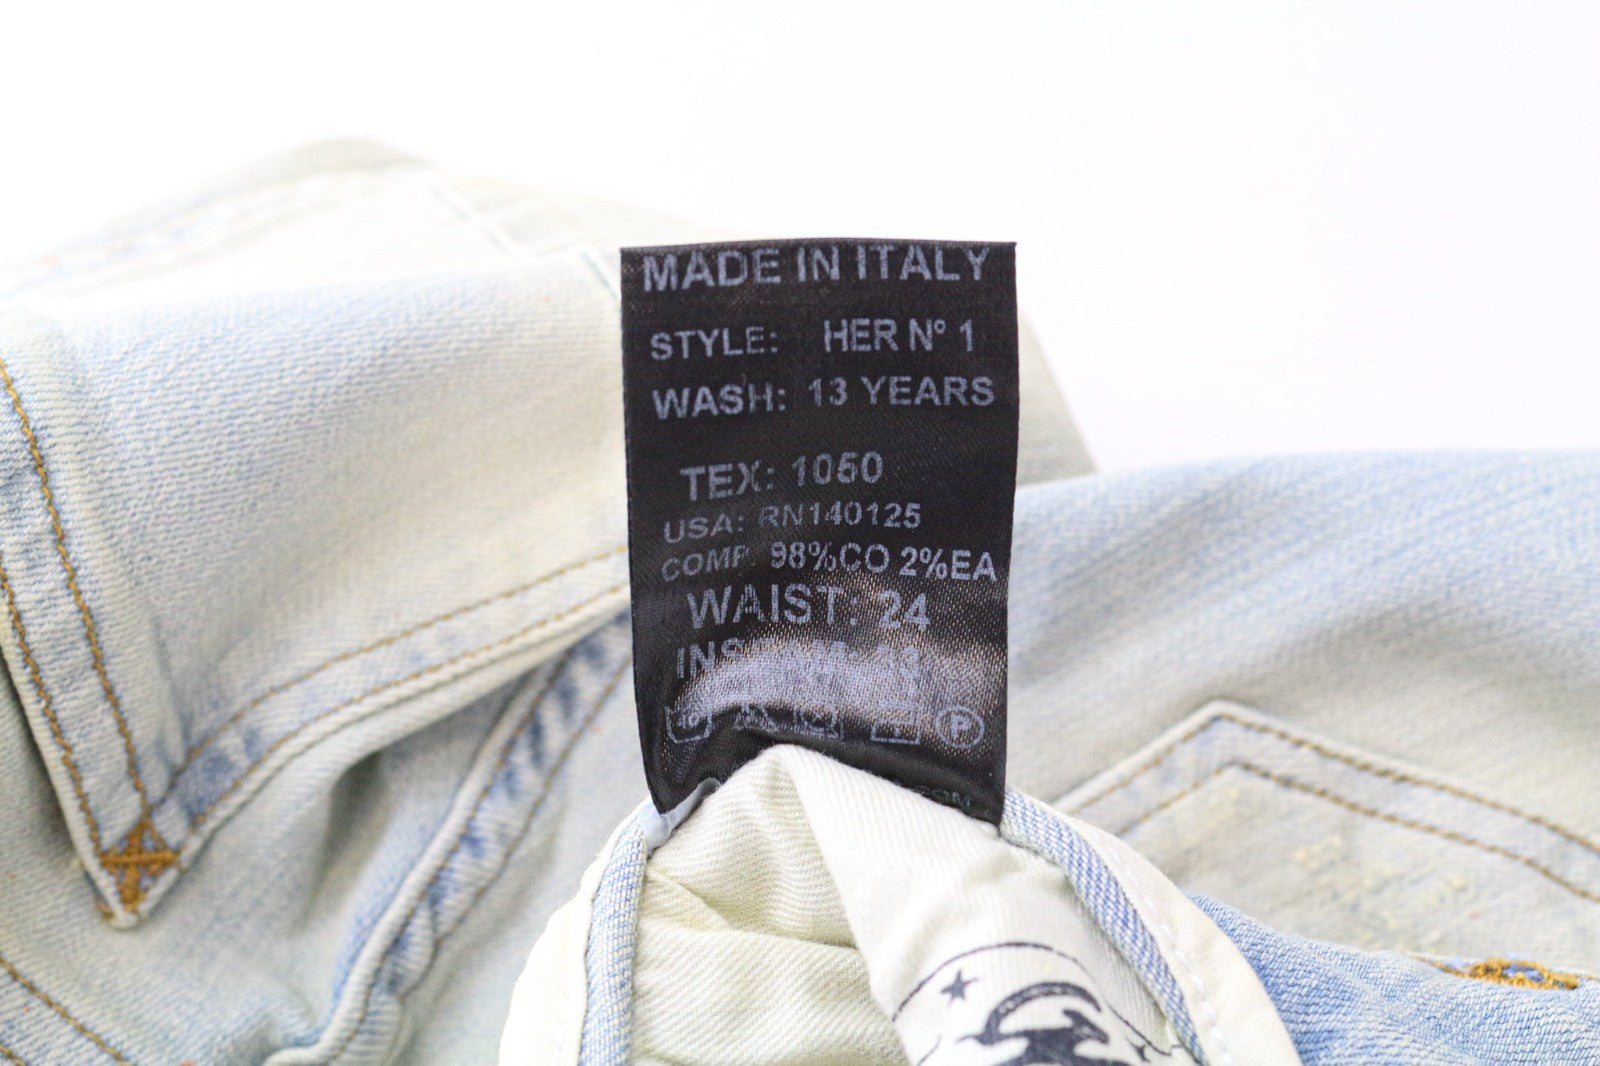 MADE IN ITALY
STYLE: HER N° 1
WASH: 13 YEARS
TEX: 1050
USA: RN140125
COMP: 98%CO 2%EA
WAIST: 24
P